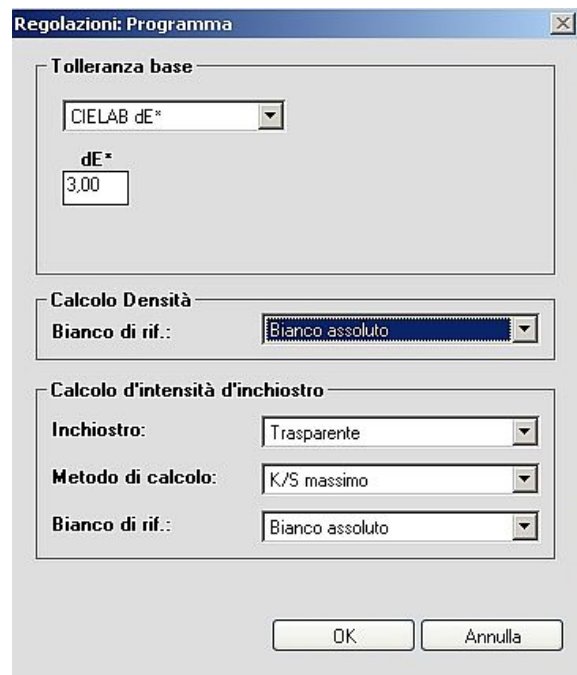 Regolazioni: Programma
Tolleranza base
CIELAB dE*
dE*
3,00
Calcolo Densità
Bianco di rif.: Bianco assoluto
Calcolo d'intensità d'inchiostro
Inchiostro: Trasparente
Metodo di calcolo: K/S massimo
Bianco di rif.: Bianco assoluto
OK Annulla